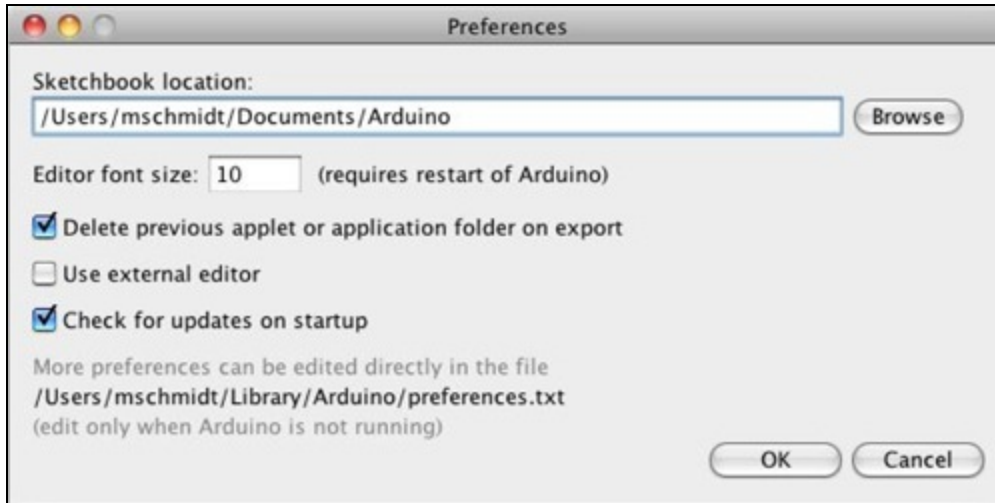 Preferences
Sketchbook location:
/Users/mschmidt/Documents/Arduino Browse
Editor font size: 10 (requires restart of Arduino)
Delete previous applet or application folder on export
Use external editor
Check for updates on startup
More preferences can be edited directly in the file
/Users/mschmidt/Library/Arduino/preferences.txt
(edit only when Arduino is not running)
OK Cancel